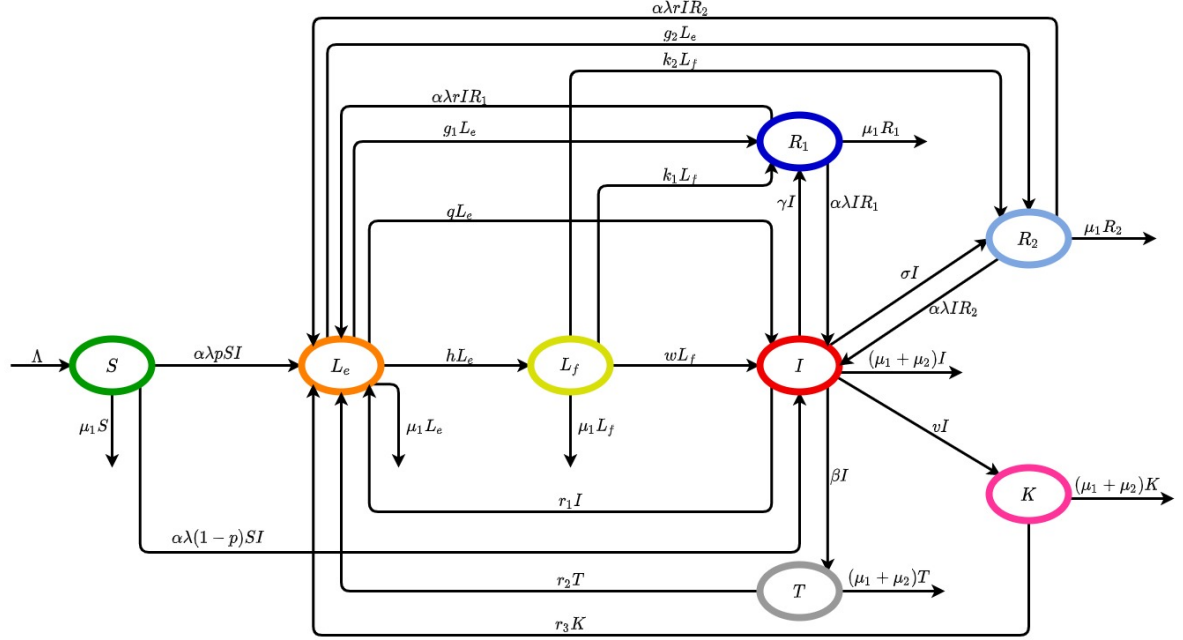 αλrIR₂
g₂Lₑ
k₂L_f
αλrIR₁
g₁Lₑ
R₁
μ₁R₁
k₁L_f
γI
αλIR₁
qLₑ
R₂
μ₁R₂
σI
αλIR₂
Λ
S
αλpSI
Lₑ
hLₑ
L_f
wL_f
I
(μ₁ + μ₂)I
μ₁S
μ₁Lₑ
μ₁L_f
vI
βI
K
(μ₁ + μ₂)K
r₁I
αλ(1 − p)SI
r₂T
T
(μ₁ + μ₂)T
r₃K